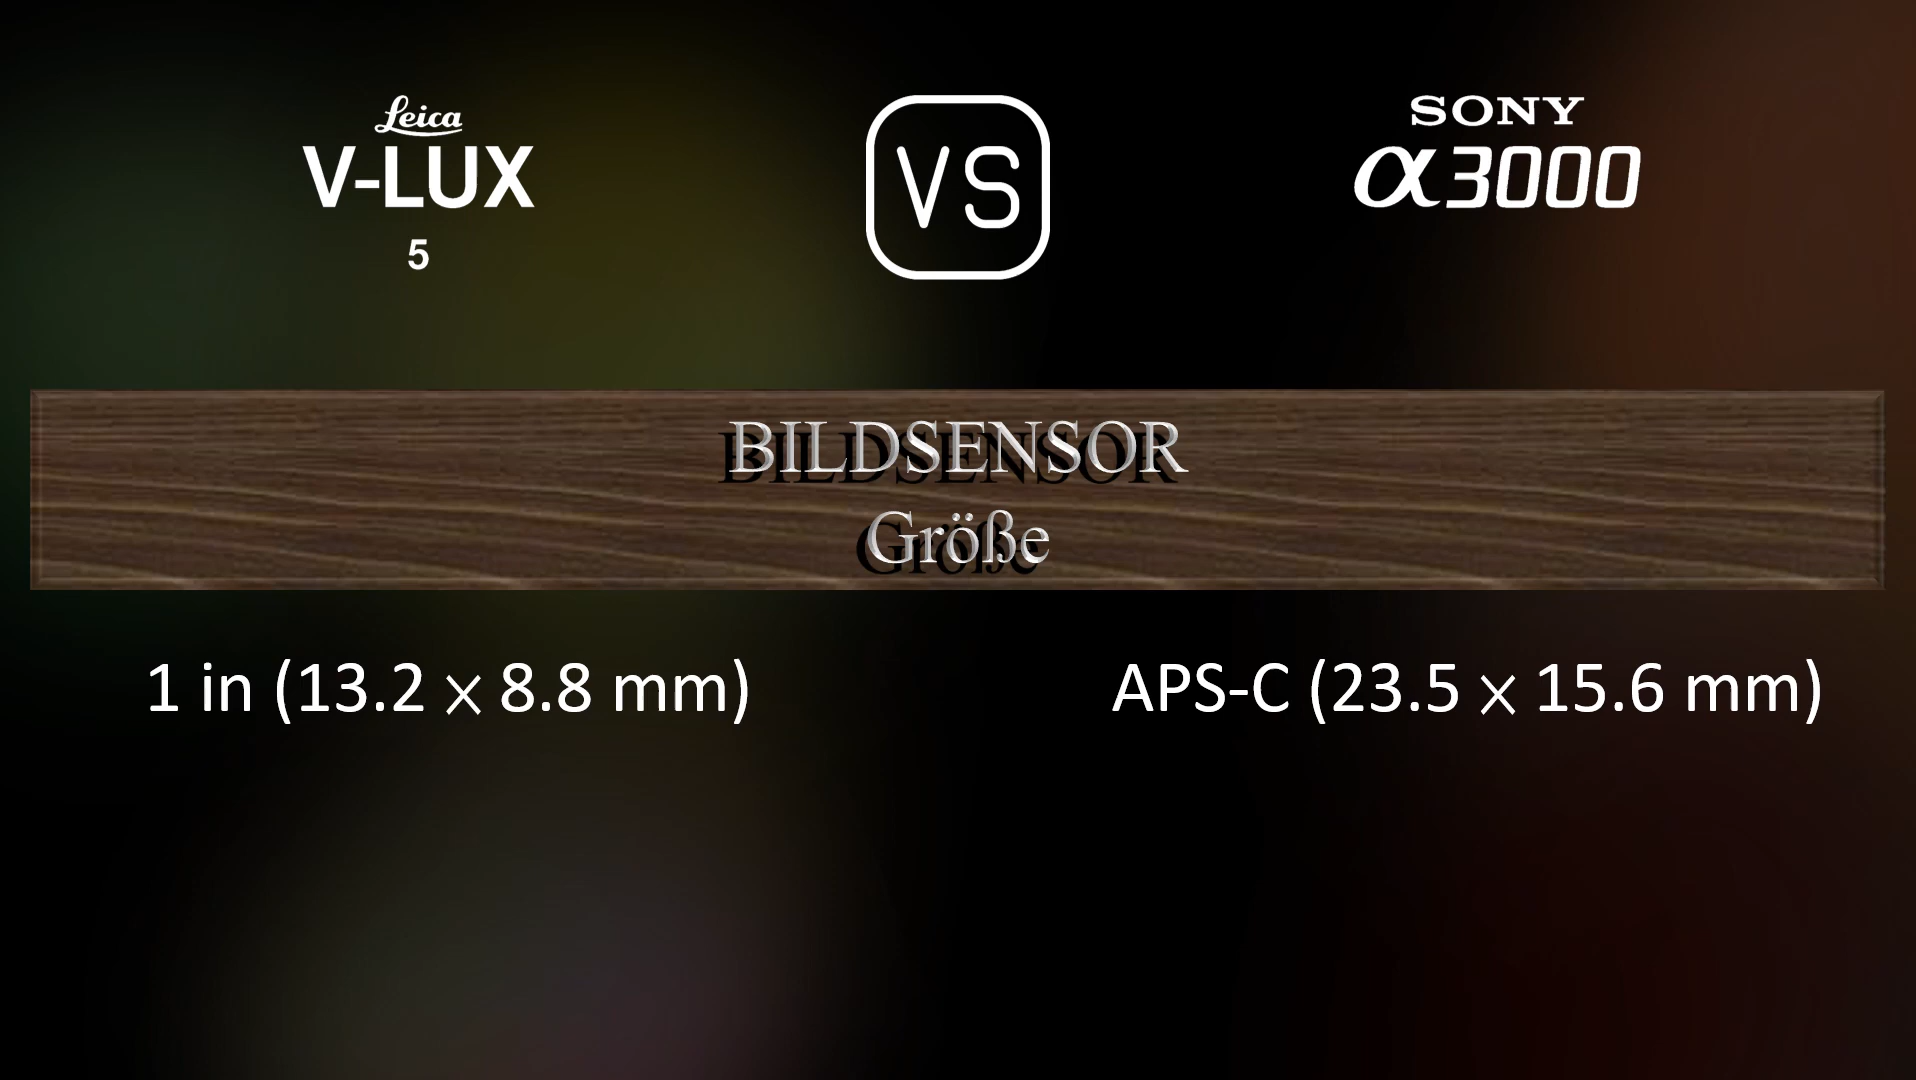 Leica
V-LUX
5
VS
SONY
α3000
BILDSENSOR
Größe
1 in (13.2 x 8.8 mm)
APS-C (23.5 x 15.6 mm)